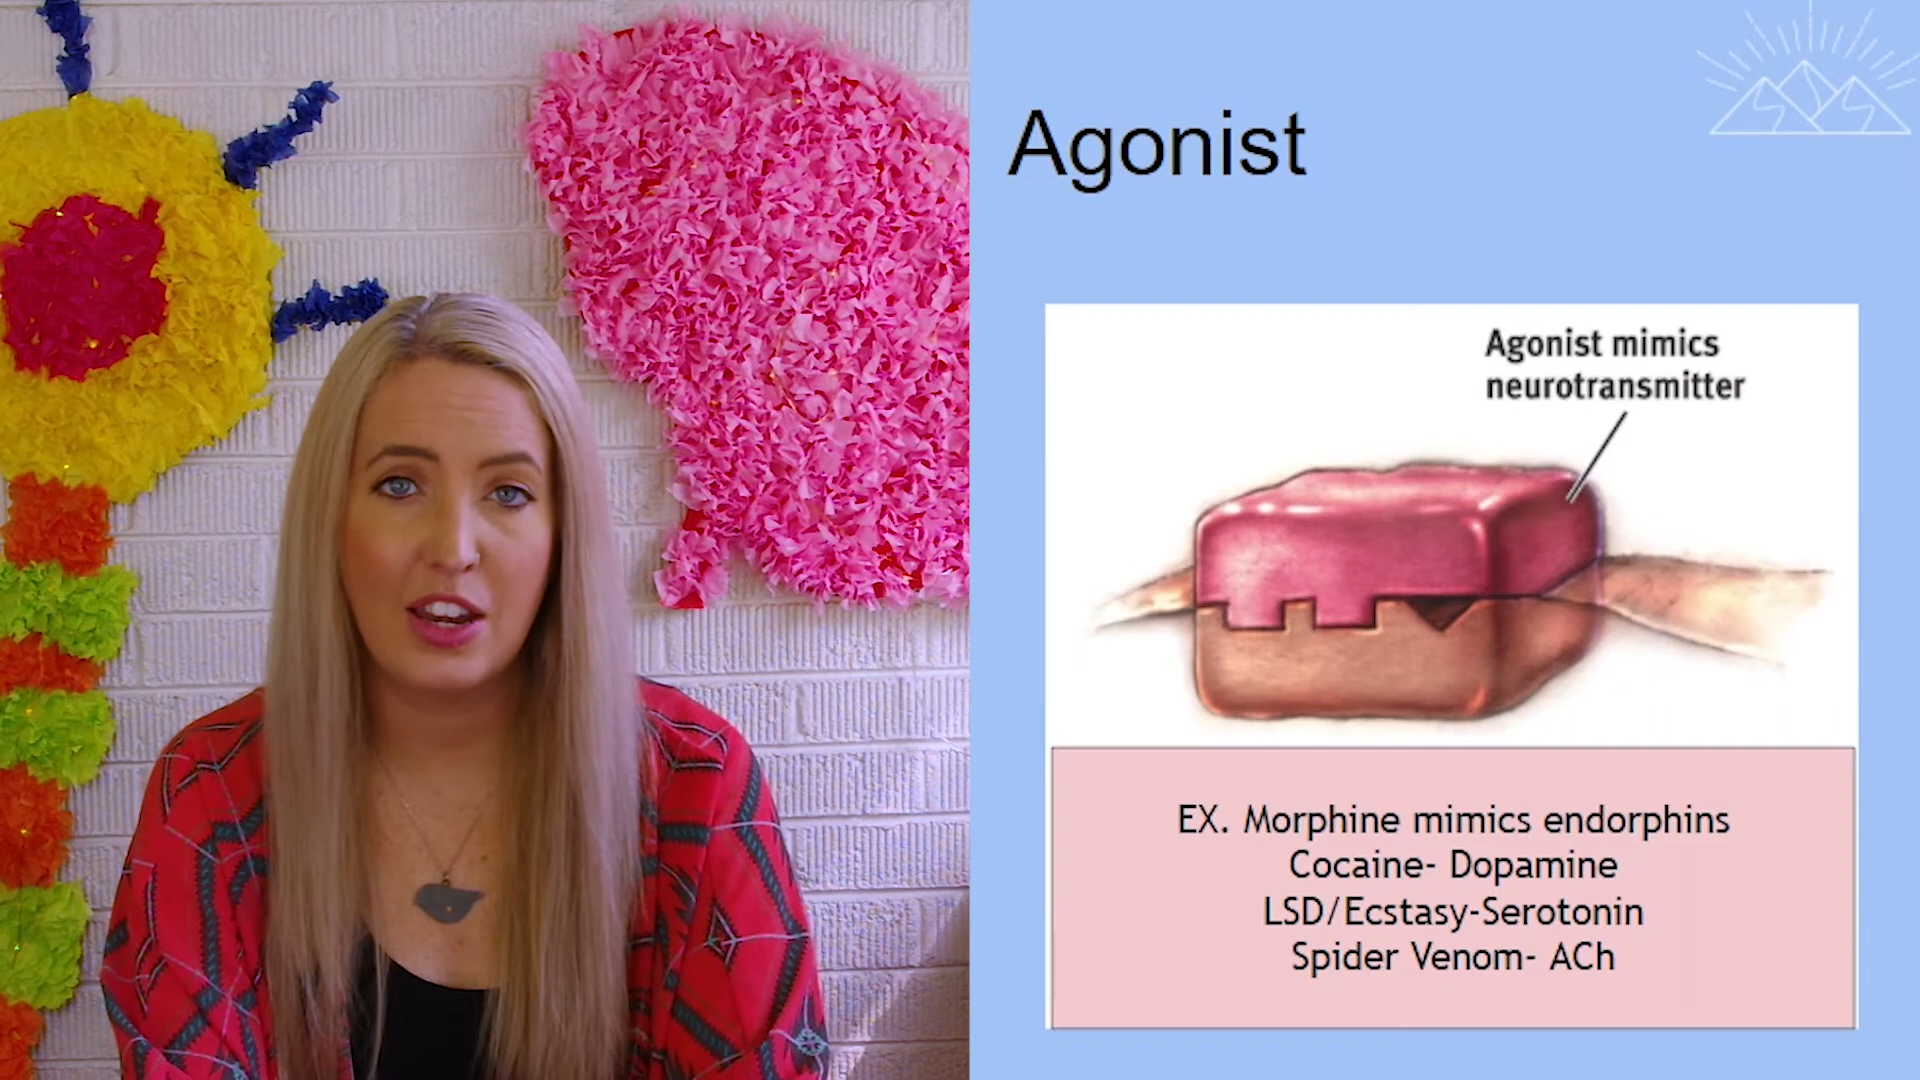 Agonist
Agonist mimics
neurotransmitter
EX. Morphine mimics endorphins
Cocaine- Dopamine
LSD/Ecstasy-Serotonin
Spider Venom- ACh